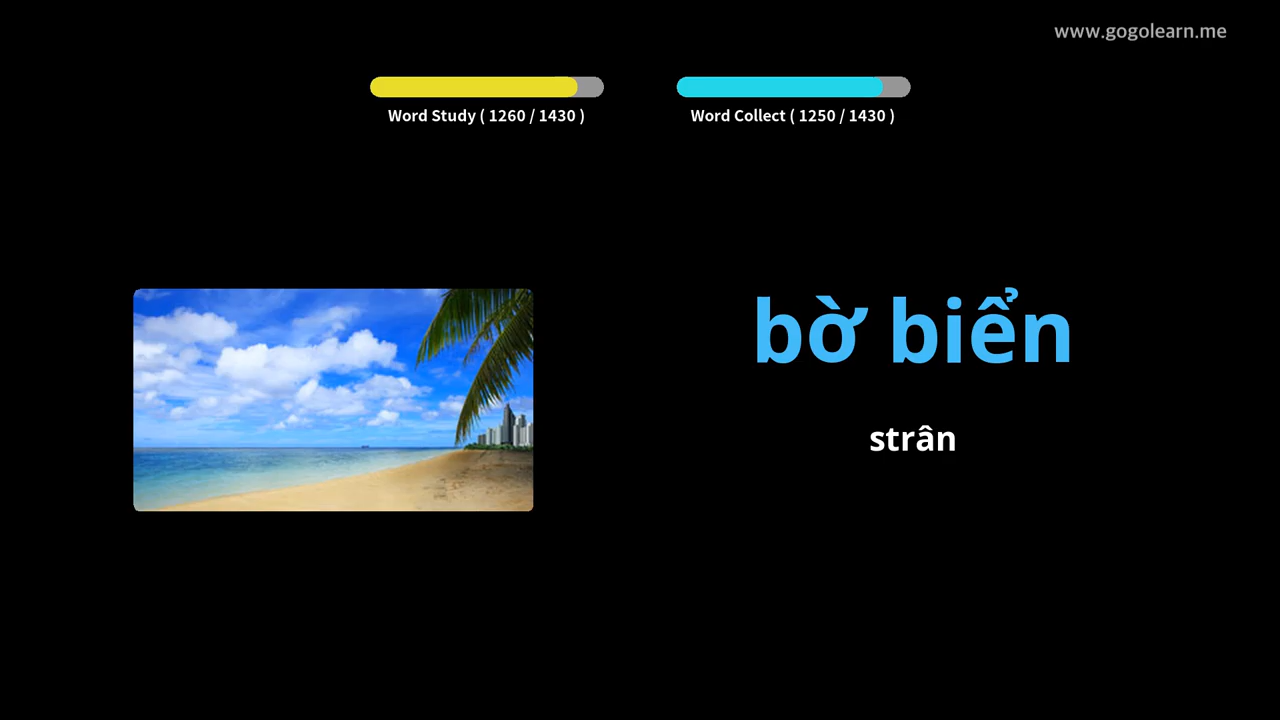 www.gogolearn.me
Word Study ( 1260 / 1430 )
Word Collect ( 1250 / 1430 )
bờ biển
strân